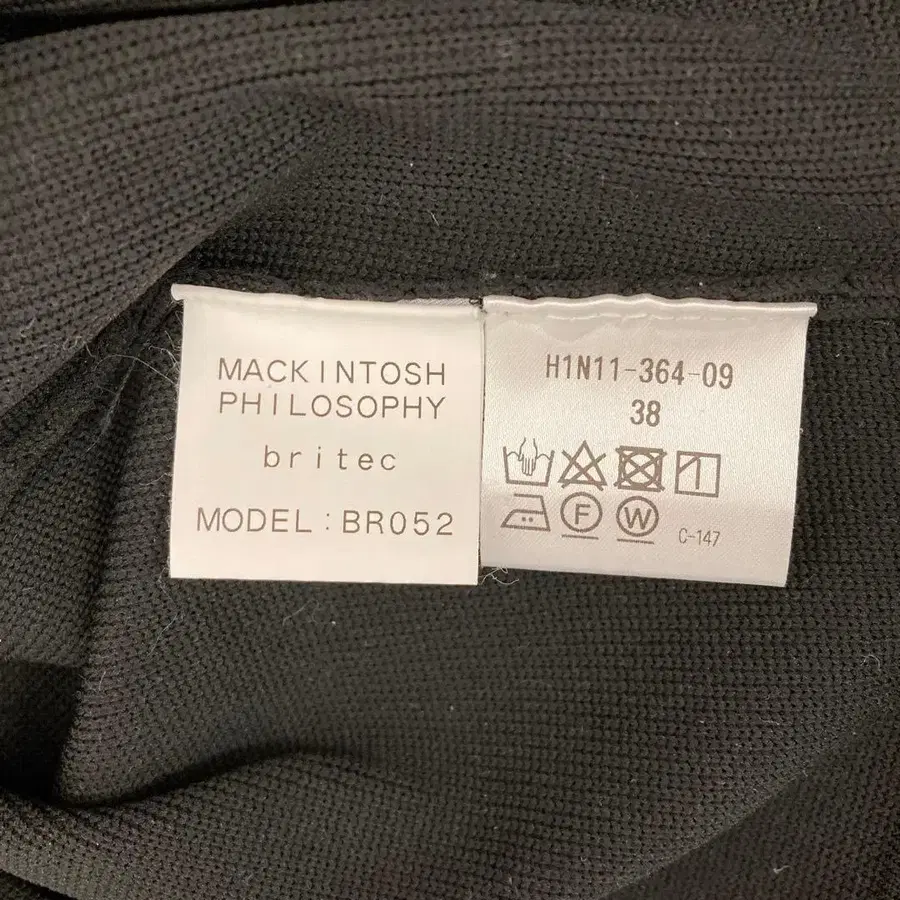 MACKINTOSH
PHILOSOPHY
britec
MODEL:BR052
H1N11-364-09
38
F W
C-147